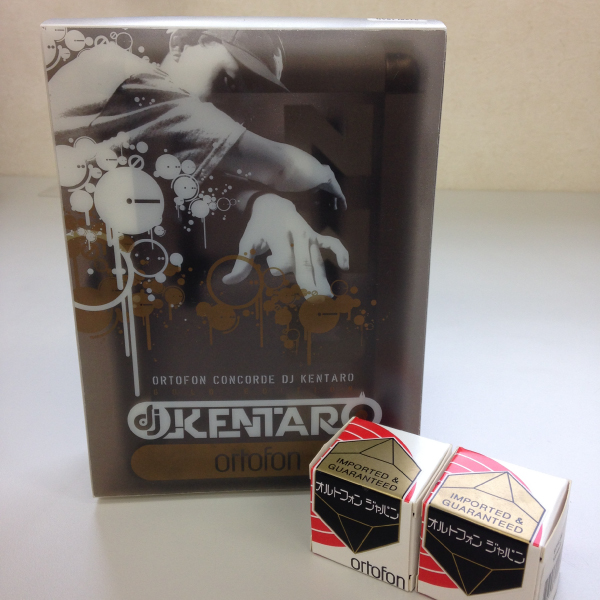 ORTOFON CONCORDE DJ KENTARO
dj KENTARO
ortofon
IMPORTED &
GUARANTEED
オルトフォン ジャパン
ortofon
IMPORTED &
GUARANTEED
オルトフォン ジャパン
ortofon